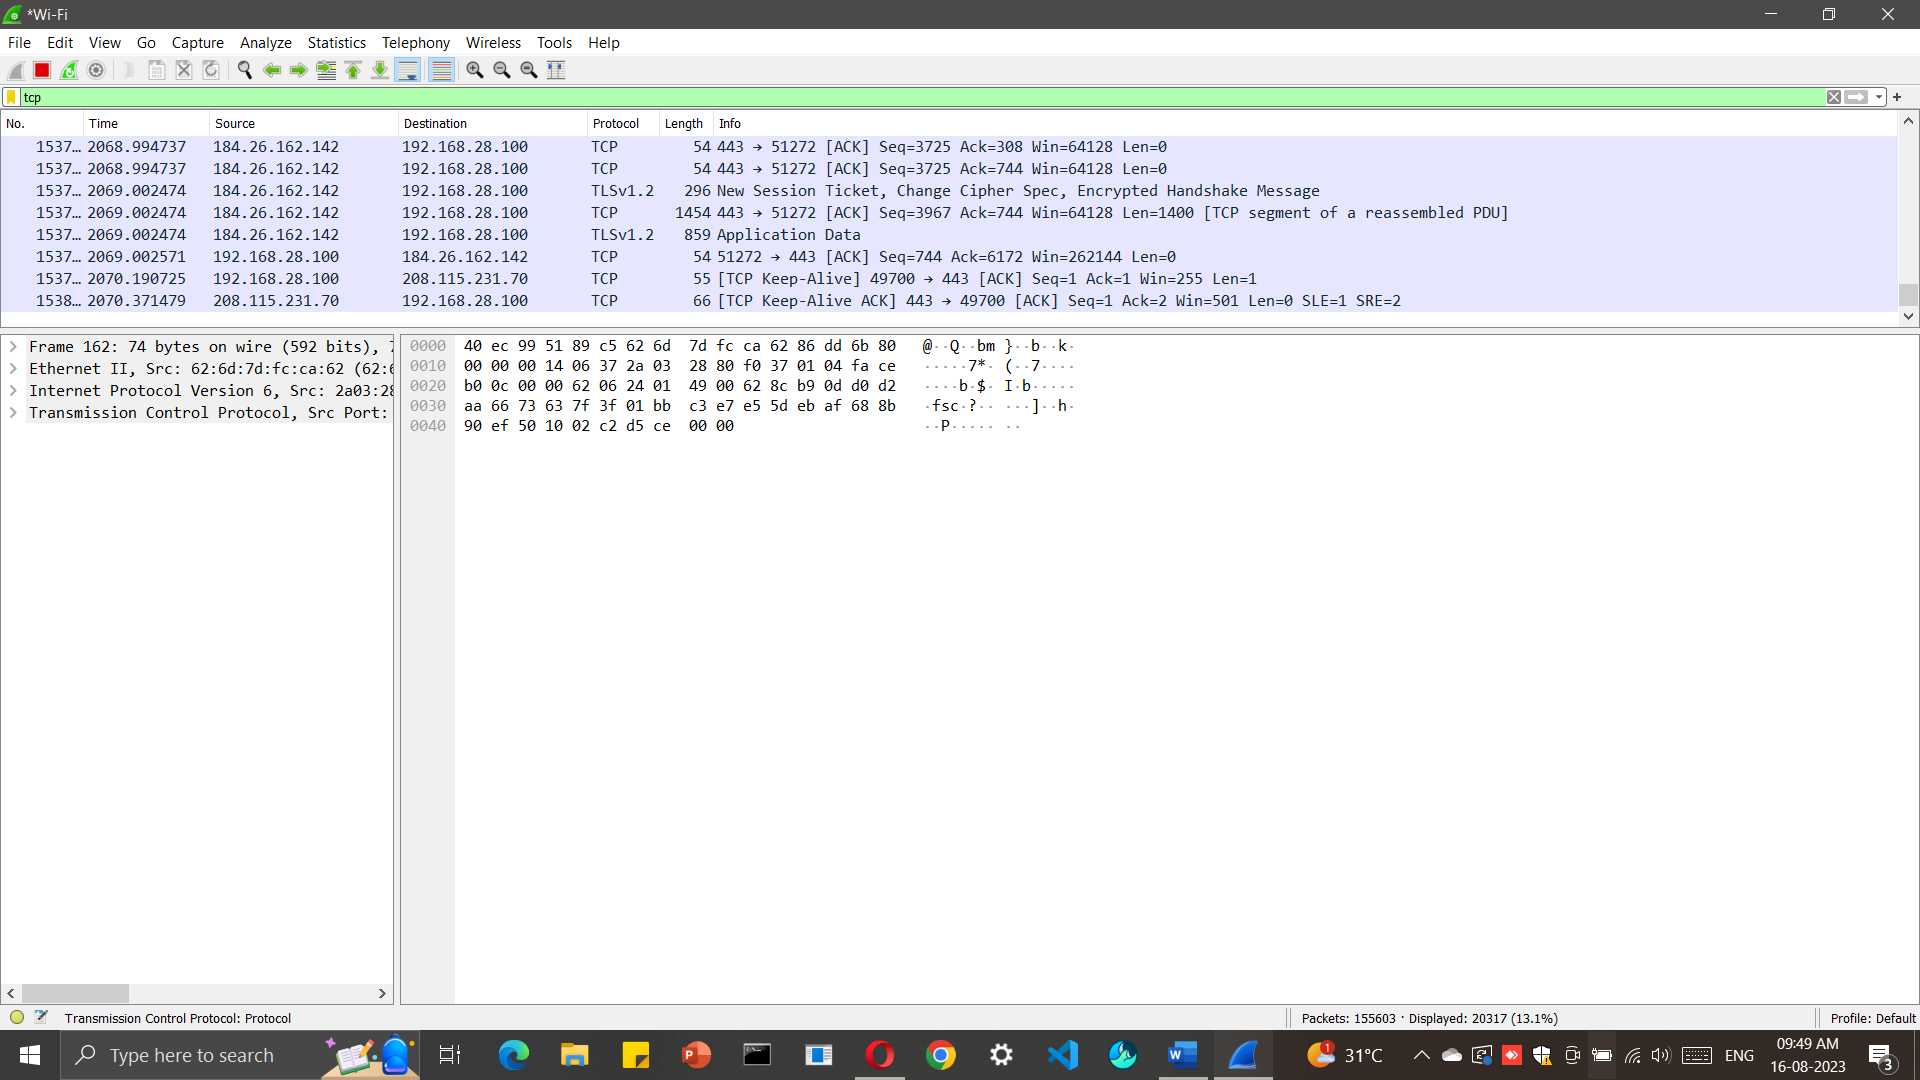 *Wi-Fi
File Edit View Go Capture Analyze Statistics Telephony Wireless Tools Help
tcp
No. Time Source Destination Protocol Length Info
1537… 2068.994737 184.26.162.142 192.168.28.100 TCP 54 443 → 51272 [ACK] Seq=3725 Ack=308 Win=64128 Len=0
1537… 2068.994737 184.26.162.142 192.168.28.100 TCP 54 443 → 51272 [ACK] Seq=3725 Ack=744 Win=64128 Len=0
1537… 2069.002474 184.26.162.142 192.168.28.100 TLSv1.2 296 New Session Ticket, Change Cipher Spec, Encrypted Handshake Message
1537… 2069.002474 184.26.162.142 192.168.28.100 TCP 1454 443 → 51272 [ACK] Seq=3967 Ack=744 Win=64128 Len=1400 [TCP segment of a reassembled PDU]
1537… 2069.002474 184.26.162.142 192.168.28.100 TLSv1.2 859 Application Data
1537… 2069.002571 192.168.28.100 184.26.162.142 TCP 54 51272 → 443 [ACK] Seq=744 Ack=6172 Win=262144 Len=0
1537… 2070.190725 192.168.28.100 208.115.231.70 TCP 55 [TCP Keep-Alive] 49700 → 443 [ACK] Seq=1 Ack=1 Win=255 Len=1
1538… 2070.371479 208.115.231.70 192.168.28.100 TCP 66 [TCP Keep-Alive ACK] 443 → 49700 [ACK] Seq=1 Ack=2 Win=501 Len=0 SLE=1 SRE=2
Frame 162: 74 bytes on wire (592 bits),
Ethernet II, Src: 62:6d:7d:fc:ca:62 (62:6
Internet Protocol Version 6, Src: 2a03:28
Transmission Control Protocol, Src Port:
0000 40 ec 99 51 89 c5 62 6d 7d fc ca 62 86 dd 6b 80 @··Q··bm }··b··k·
0010 00 00 00 14 06 37 2a 03 28 80 f0 37 01 04 fa ce ·····7*· (··7····
0020 b0 0c 00 00 62 06 24 01 49 00 62 8c b9 0d d0 d2 ····b·$· I·b·····
0030 aa 66 73 63 7f 3f 01 bb c3 e7 e5 5d eb af 68 8b ·fsc·?·· ···]··h·
0040 90 ef 50 10 02 c2 d5 ce 00 00 ··P····· ··
Transmission Control Protocol: Protocol
Packets: 155603 · Displayed: 20317 (13.1%)
Profile: Default
Type here to search
1
31°C
ENG
09:49 AM
16-08-2023
3